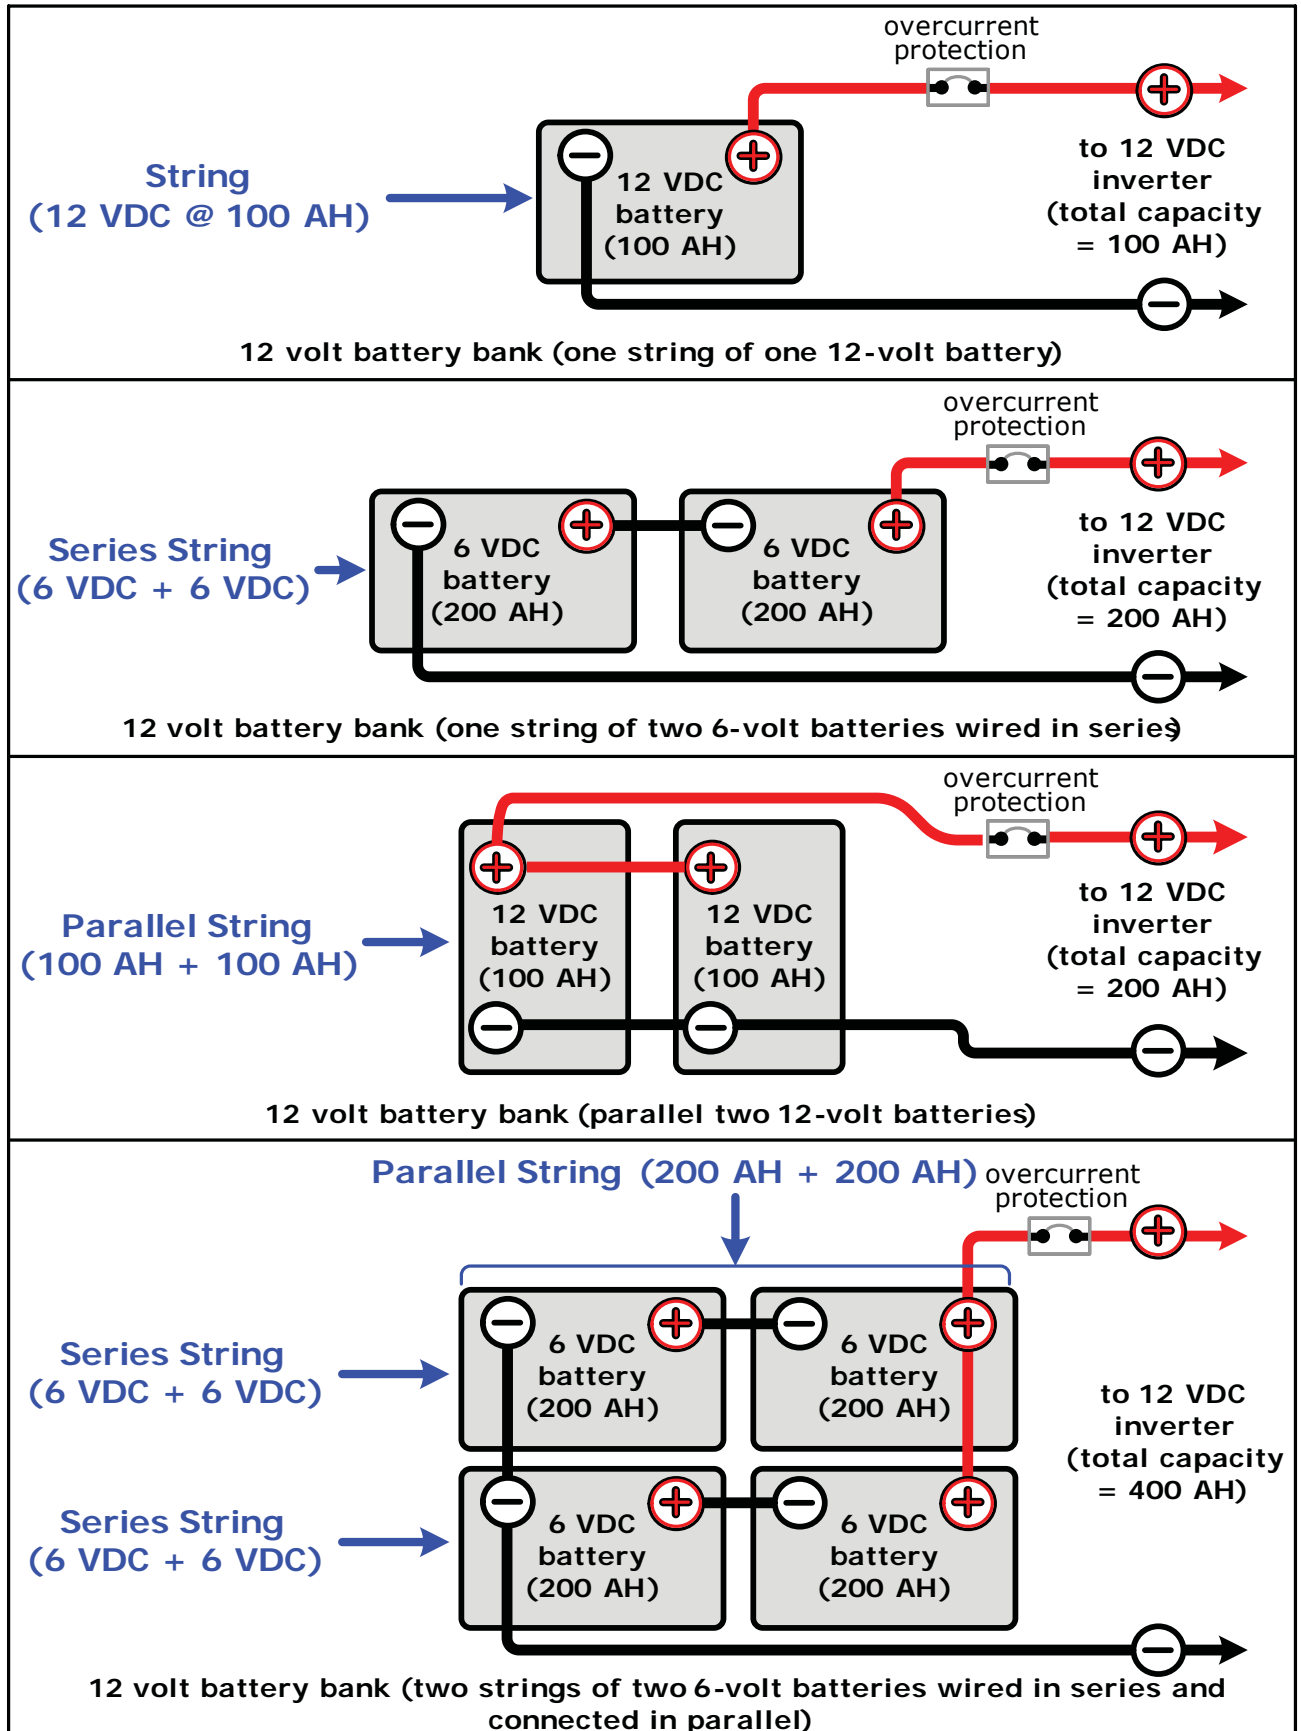 overcurrent
protection
String
(12 VDC @ 100 AH)
12 VDC
battery
(100 AH)
to 12 VDC
inverter
(total capacity
= 100 AH)
12 volt battery bank (one string of one 12-volt battery)
overcurrent
protection
Series String
(6 VDC + 6 VDC)
6 VDC
battery
(200 AH)
6 VDC
battery
(200 AH)
to 12 VDC
inverter
(total capacity
= 200 AH)
12 volt battery bank (one string of two 6-volt batteries wired in series)
overcurrent
protection
Parallel String
(100 AH + 100 AH)
12 VDC
battery
(100 AH)
12 VDC
battery
(100 AH)
to 12 VDC
inverter
(total capacity
= 200 AH)
12 volt battery bank (parallel two 12-volt batteries)
Parallel String (200 AH + 200 AH)
overcurrent
protection
Series String
(6 VDC + 6 VDC)
6 VDC
battery
(200 AH)
6 VDC
battery
(200 AH)
to 12 VDC
inverter
(total capacity
= 400 AH)
Series String
(6 VDC + 6 VDC)
6 VDC
battery
(200 AH)
6 VDC
battery
(200 AH)
12 volt battery bank (two strings of two 6-volt batteries wired in series and
connected in parallel)